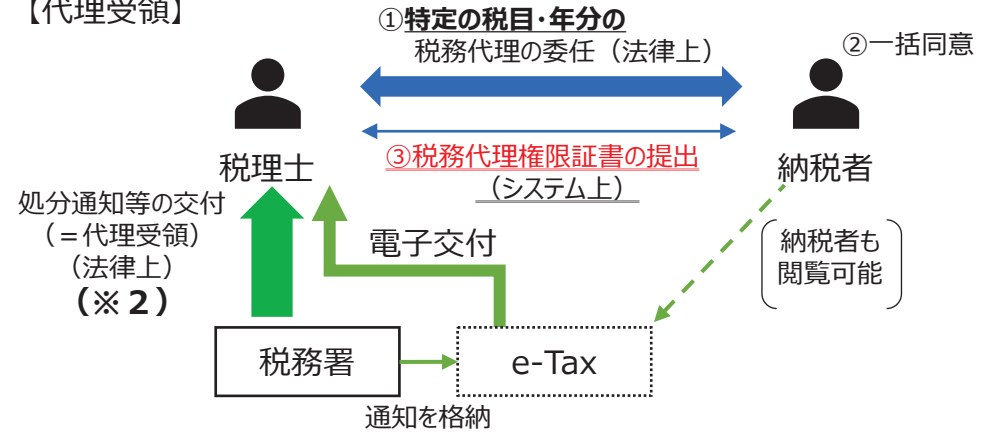 【代理受領】
①特定の税目・年分の
税務代理の委任（法律上）
②一括同意
③税務代理権限証書の提出
（システム上）
税理士
納税者
処分通知等の交付
（＝代理受領）
（法律上）
（※２）
電子交付
納税者も
閲覧可能
税務署
e-Tax
通知を格納